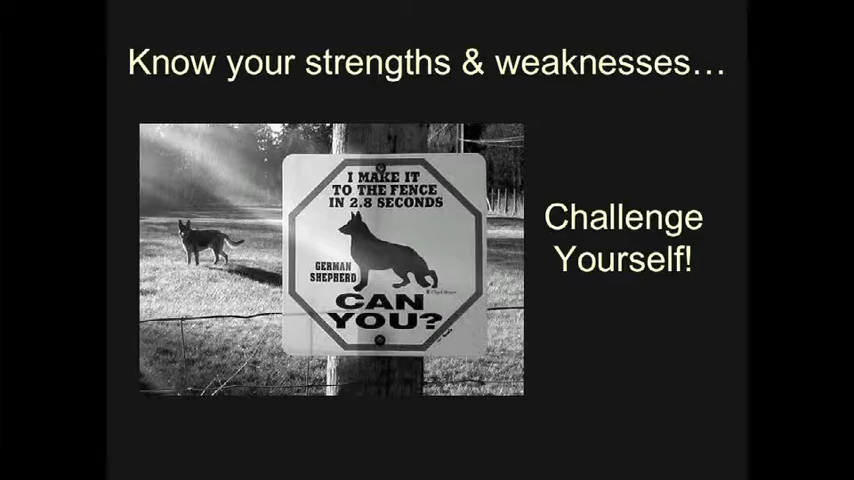 Know your strengths & weaknesses...
I MAKE IT
TO THE FENCE
IN 2.8 SECONDS
GERMAN
SHEPHERD
CAN
YOU?
Challenge
Yourself!